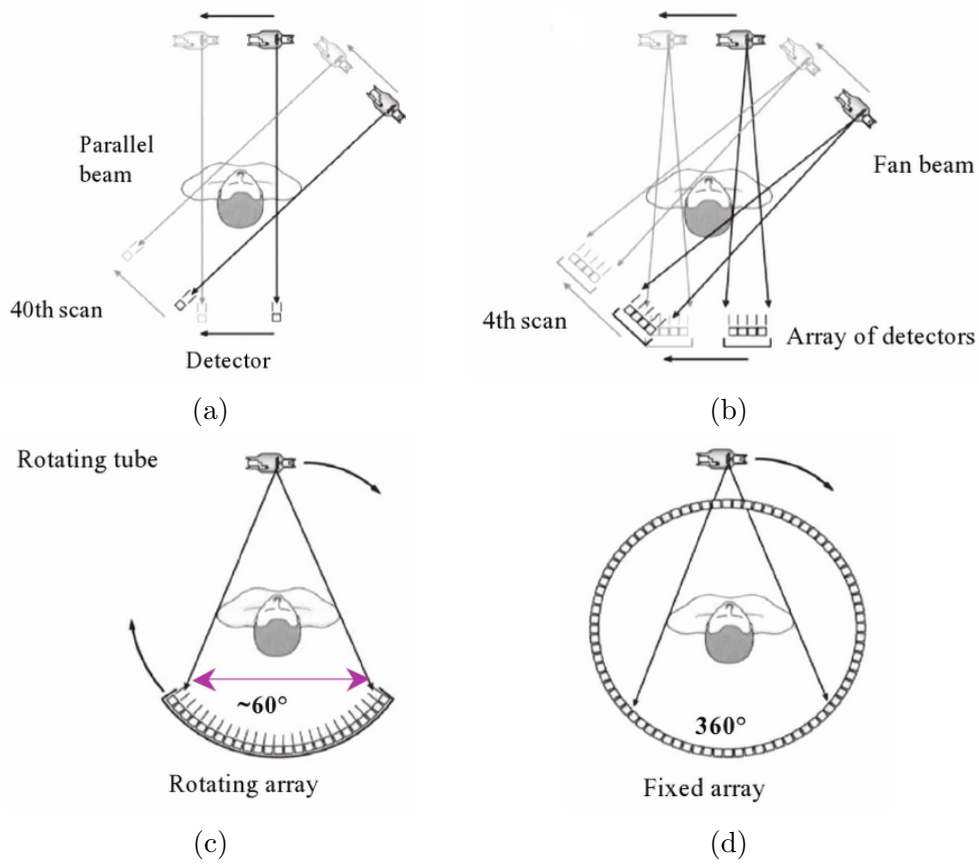 Parallel
beam
40th scan
Detector
(a)
Fan beam
4th scan
Array of detectors
(b)
Rotating tube
~60°
Rotating array
(c)
360°
Fixed array
(d)